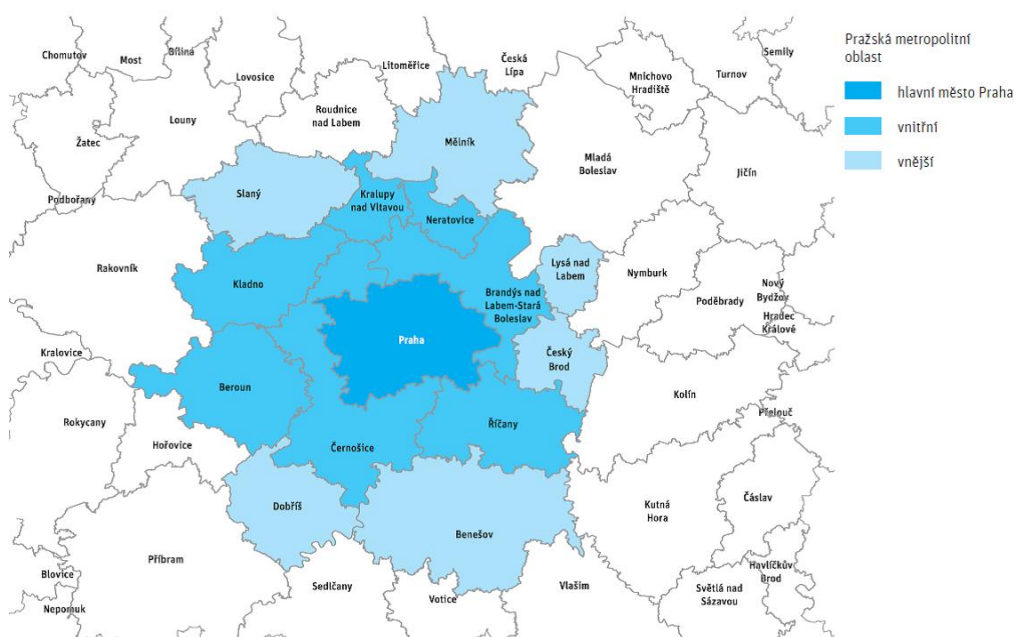 Chomutov
Most
Bílina
Lovosice
Litoměřice
Česká
Lípa
Mnichovo
Hradiště
Turnov
Semily
Pražská metropolitní
oblast
hlavní město Praha
vnitřní
vnější
Žatec
Louny
Roudnice
nad Labem
Mělník
Mladá
Boleslav
Jičín
Podbořany
Slaný
Kralupy
nad Vltavou
Neratovice
Rakovník
Kladno
Brandýs nad
Labem-Stará
Boleslav
Lysá nad
Labem
Nymburk
Poděbrady
Nový
Bydžov
Hradec
Králové
Kralovice
Praha
Český
Brod
Beroun
Kolín
Rokycany
Hořovice
Černošice
Říčany
Přelouč
Dobříš
Benešov
Kutná
Hora
Čáslav
Příbram
Blovice
Nepomuk
Sedlčany
Votice
Vlašim
Světlá nad
Sázavou
Havlíčkův
Brod